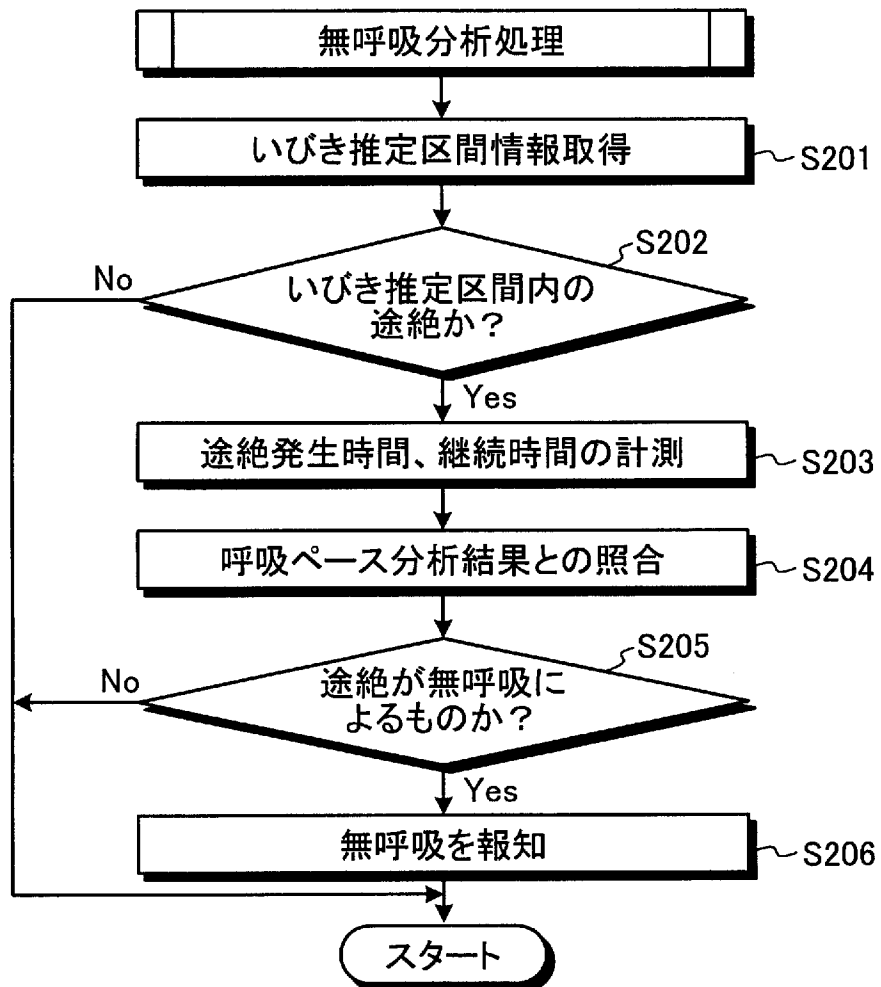 無呼吸分析処理
いびき推定区間情報取得
S201
S202
No
いびき推定区間内の
途絶か？
Yes
途絶発生時間、継続時間の計測
S203
呼吸ペース分析結果との照合
S204
S205
No
途絶が無呼吸に
よるものか？
Yes
無呼吸を報知
S206
スタート